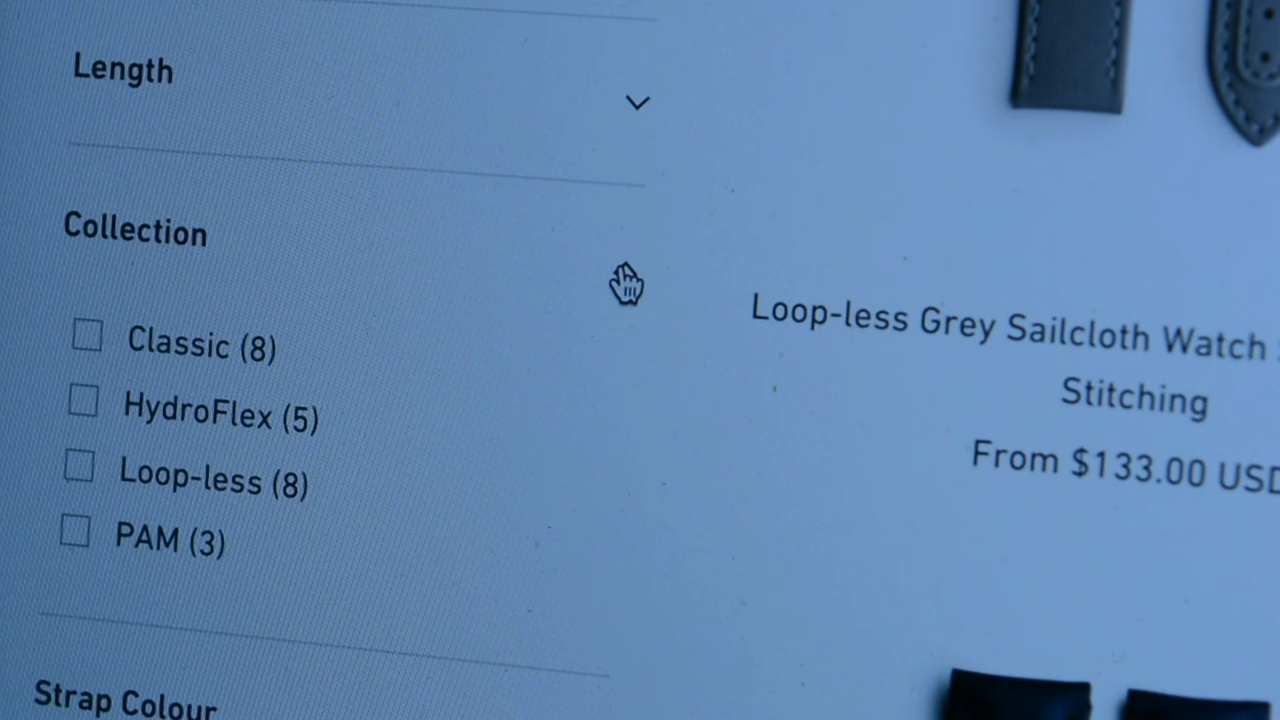 Length
Collection
Classic (8)
HydroFlex (5)
Loop-less (8)
PAM (3)
Strap Colour
Loop-less Grey Sailcloth Watch
Stitching
From $133.00 USD